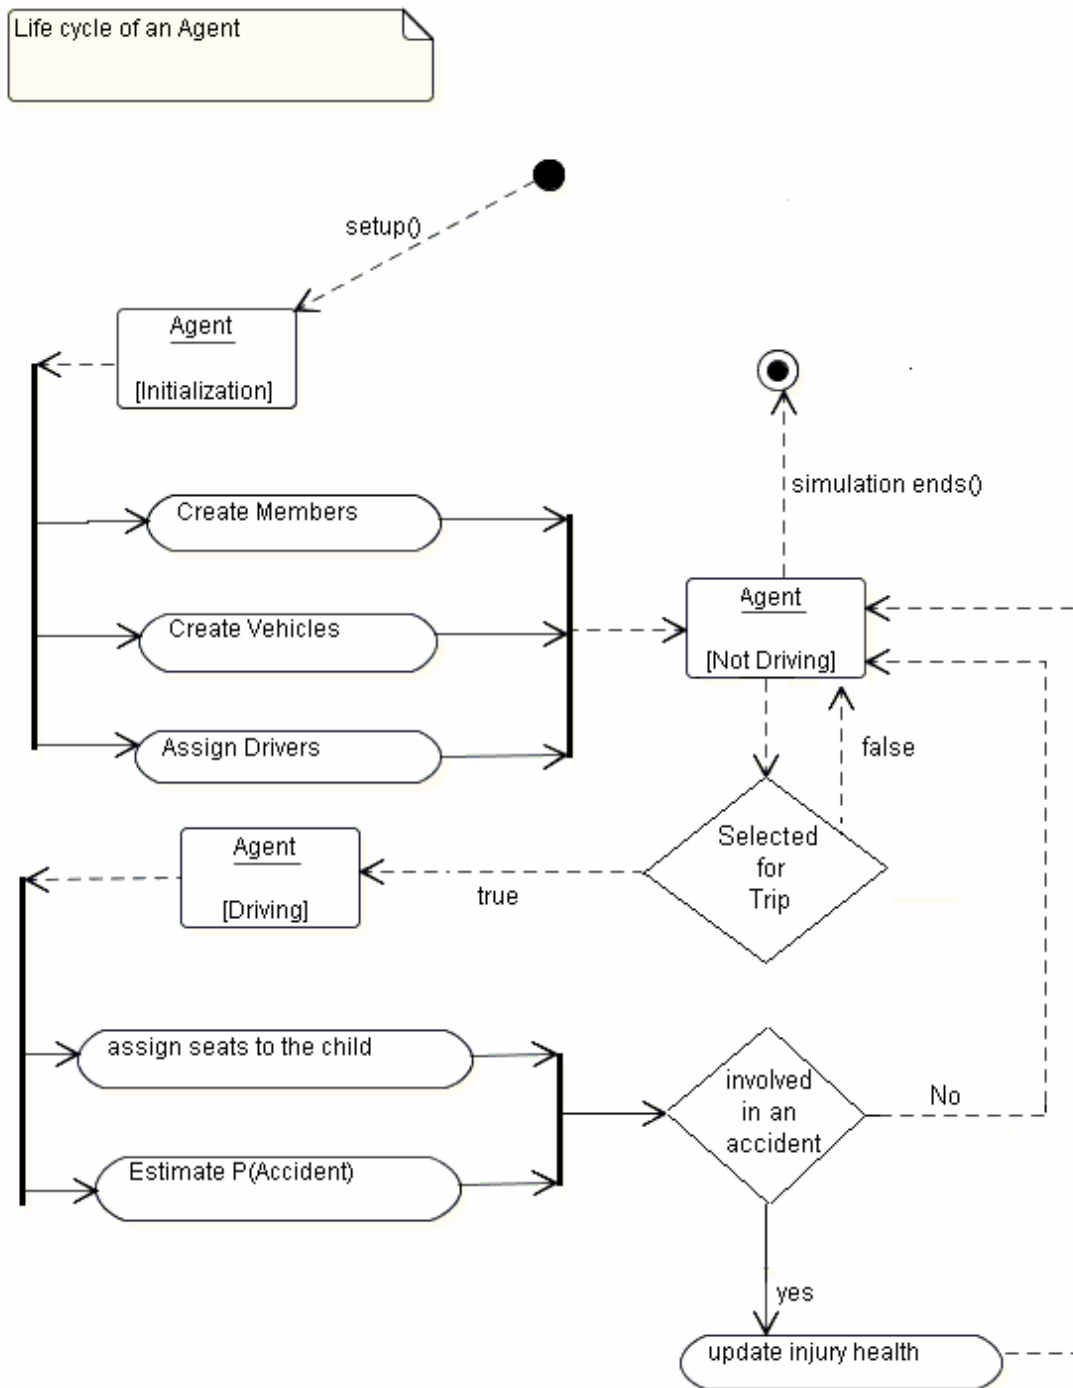 Life cycle of an Agent
setup()
Agent
[Initialization]
simulation ends()
Create Members
Create Vehicles
Assign Drivers
Agent
[Not Driving]
false
Selected
for
Trip
true
Agent
[Driving]
assign seats to the child
Estimate P(Accident)
involved
in an
accident
No
yes
update injury health